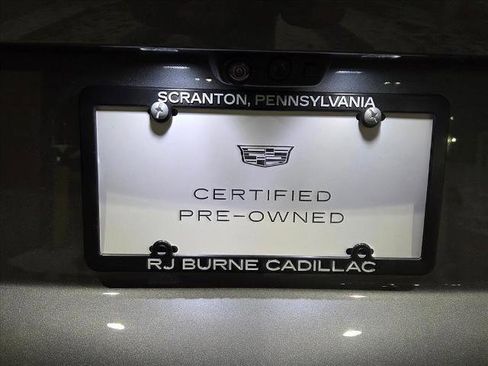 SCRANTON, PENNSYLVANIA
CERTIFIED
PRE-OWNED
RJ BURNE CADILLAC